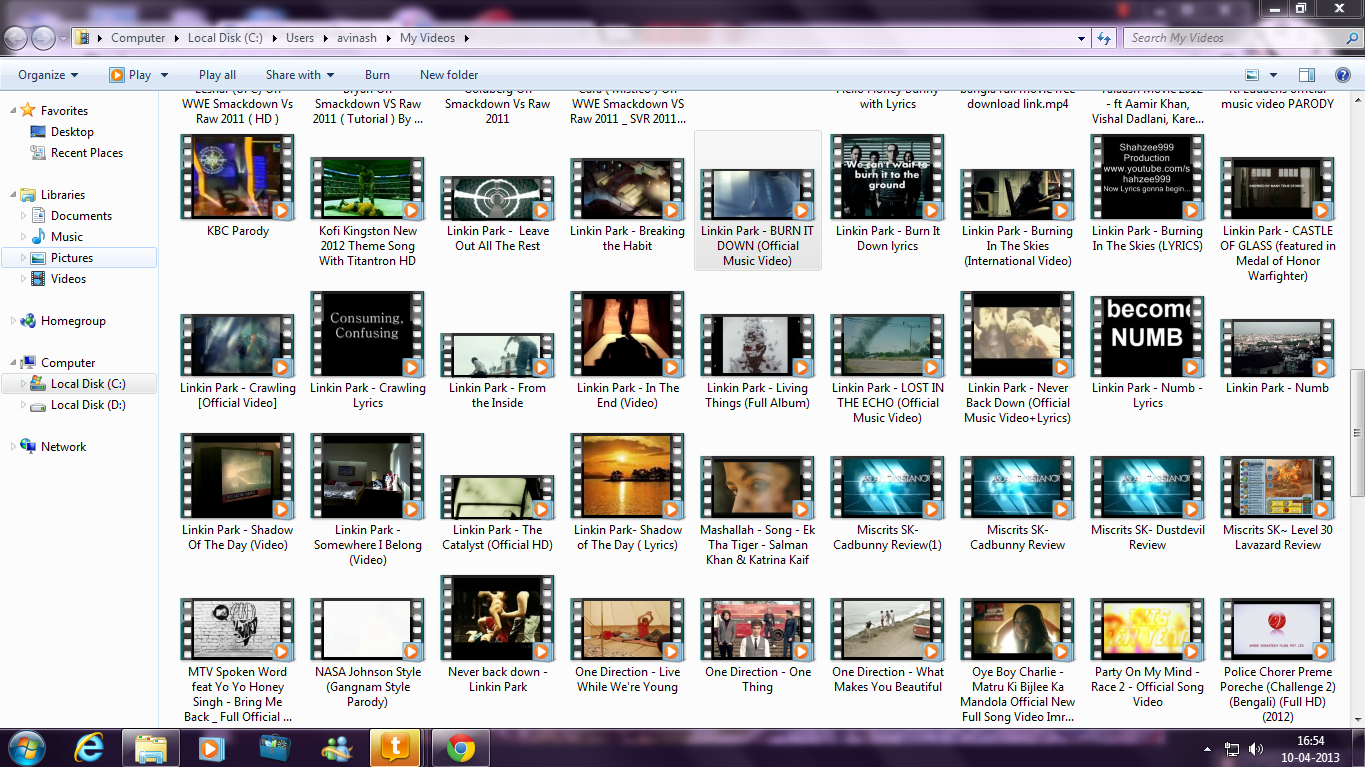 Computer ▸ Local Disk (C:) ▸ Users ▸ avinash ▸ My Videos
Search My Videos
Organize
Play
Play all
Share with
Burn
New folder
Favorites
Desktop
Recent Places
Libraries
Documents
Music
Pictures
Videos
Homegroup
Computer
Local Disk (C:)
Local Disk (D:)
Network
WWE Smackdown Vs
Raw 2011 ( HD )
Smackdown VS Raw
2011 ( Tutorial ) By ...
Smackdown Vs Raw
2011
WWE Smackdown VS
Raw 2011 _ SVR 2011...
with Lyrics
download link.mp4
- ft Aamir Khan,
Vishal Dadlani, Kare...
music video PARODY
We can't wait to
burn it to the
ground
Shahzee999
Production
www.youtube.com/s
hahzee999
Now Lyrics gonna begin...
KBC Parody
Kofi Kingston New
2012 Theme Song
With Titantron HD
Linkin Park - Leave
Out All The Rest
Linkin Park - Breaking
the Habit
Linkin Park - BURN IT
DOWN (Official
Music Video)
Linkin Park - Burn It
Down lyrics
Linkin Park - Burning
In The Skies
(International Video)
Linkin Park - Burning
In The Skies (LYRICS)
Linkin Park - CASTLE
OF GLASS (featured in
Medal of Honor
Warfighter)
Consuming,
Confusing
become
NUMB
Linkin Park - Crawling
[Official Video]
Linkin Park - Crawling
Lyrics
Linkin Park - From
the Inside
Linkin Park - In The
End (Video)
Linkin Park - Living
Things (Full Album)
Linkin Park - LOST IN
THE ECHO (Official
Music Video)
Linkin Park - Never
Back Down (Official
Music Video+Lyrics)
Linkin Park - Numb -
Lyrics
Linkin Park - Numb
Linkin Park - Shadow
Of The Day (Video)
Linkin Park -
Somewhere I Belong
(Video)
Linkin Park - The
Catalyst (Official HD)
Linkin Park- Shadow
of The Day ( Lyrics)
Mashallah - Song - Ek
Tha Tiger - Salman
Khan & Katrina Kaif
Miscrits SK-
Cadbunny Review(1)
Miscrits SK-
Cadbunny Review
Miscrits SK- Dustdevil
Review
Miscrits SK~ Level 30
Lavazard Review
MTV Spoken Word
feat Yo Yo Honey
Singh - Bring Me
Back _ Full Official ...
NASA Johnson Style
(Gangnam Style
Parody)
Never back down -
Linkin Park
One Direction - Live
While We're Young
One Direction - One
Thing
One Direction - What
Makes You Beautiful
Oye Boy Charlie -
Matru Ki Bijlee Ka
Mandola Official New
Full Song Video Imr...
Party On My Mind -
Race 2 - Official Song
Video
Police Chorer Preme
Poreche (Challenge 2)
(Bengali) (Full HD)
(2012)
16:54
10-04-2013